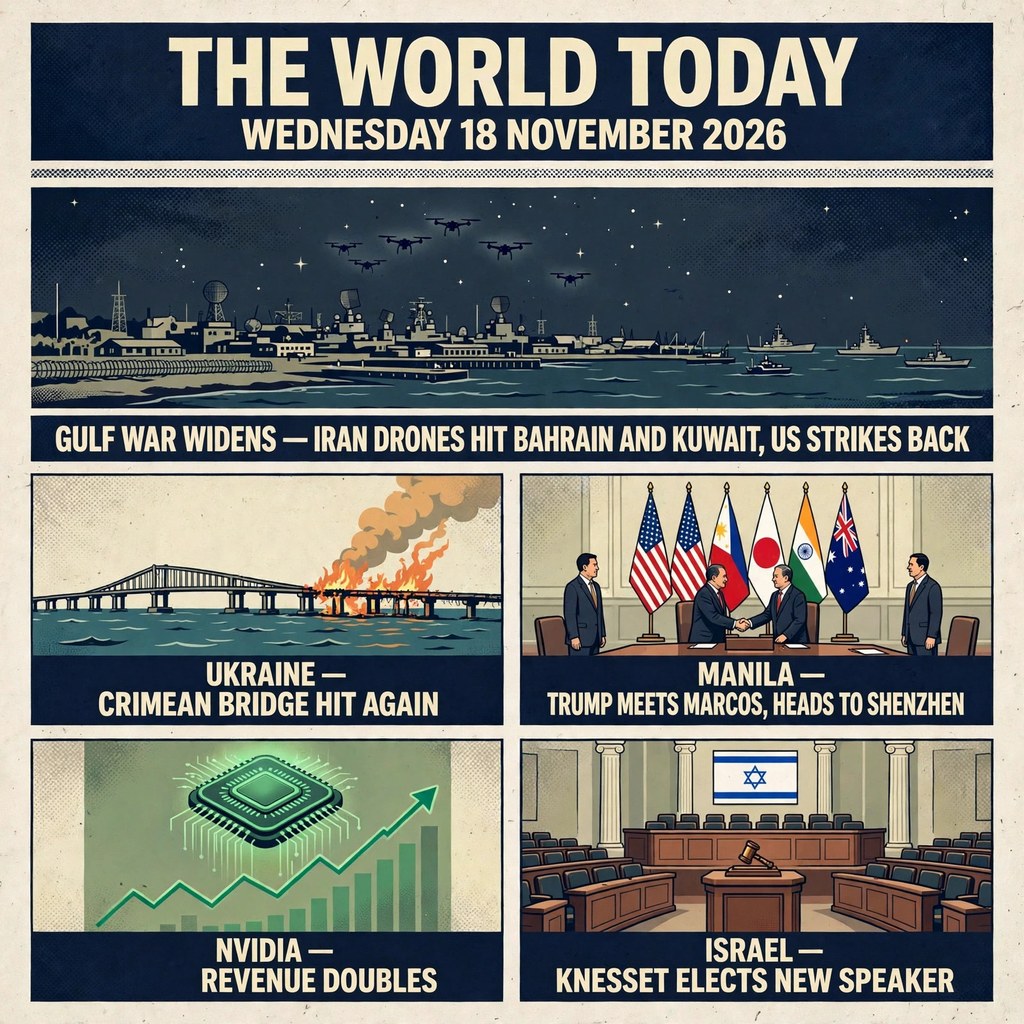 THE WORLD TODAY
WEDNESDAY 18 NOVEMBER 2026
GULF WAR WIDENS — IRAN DRONES HIT BAHRAIN AND KUWAIT, US STRIKES BACK
UKRAINE —
CRIMEAN BRIDGE HIT AGAIN
MANILA —
TRUMP MEETS MARCOS, HEADS TO SHENZHEN
NVIDIA —
REVENUE DOUBLES
ISRAEL —
KNESSET ELECTS NEW SPEAKER